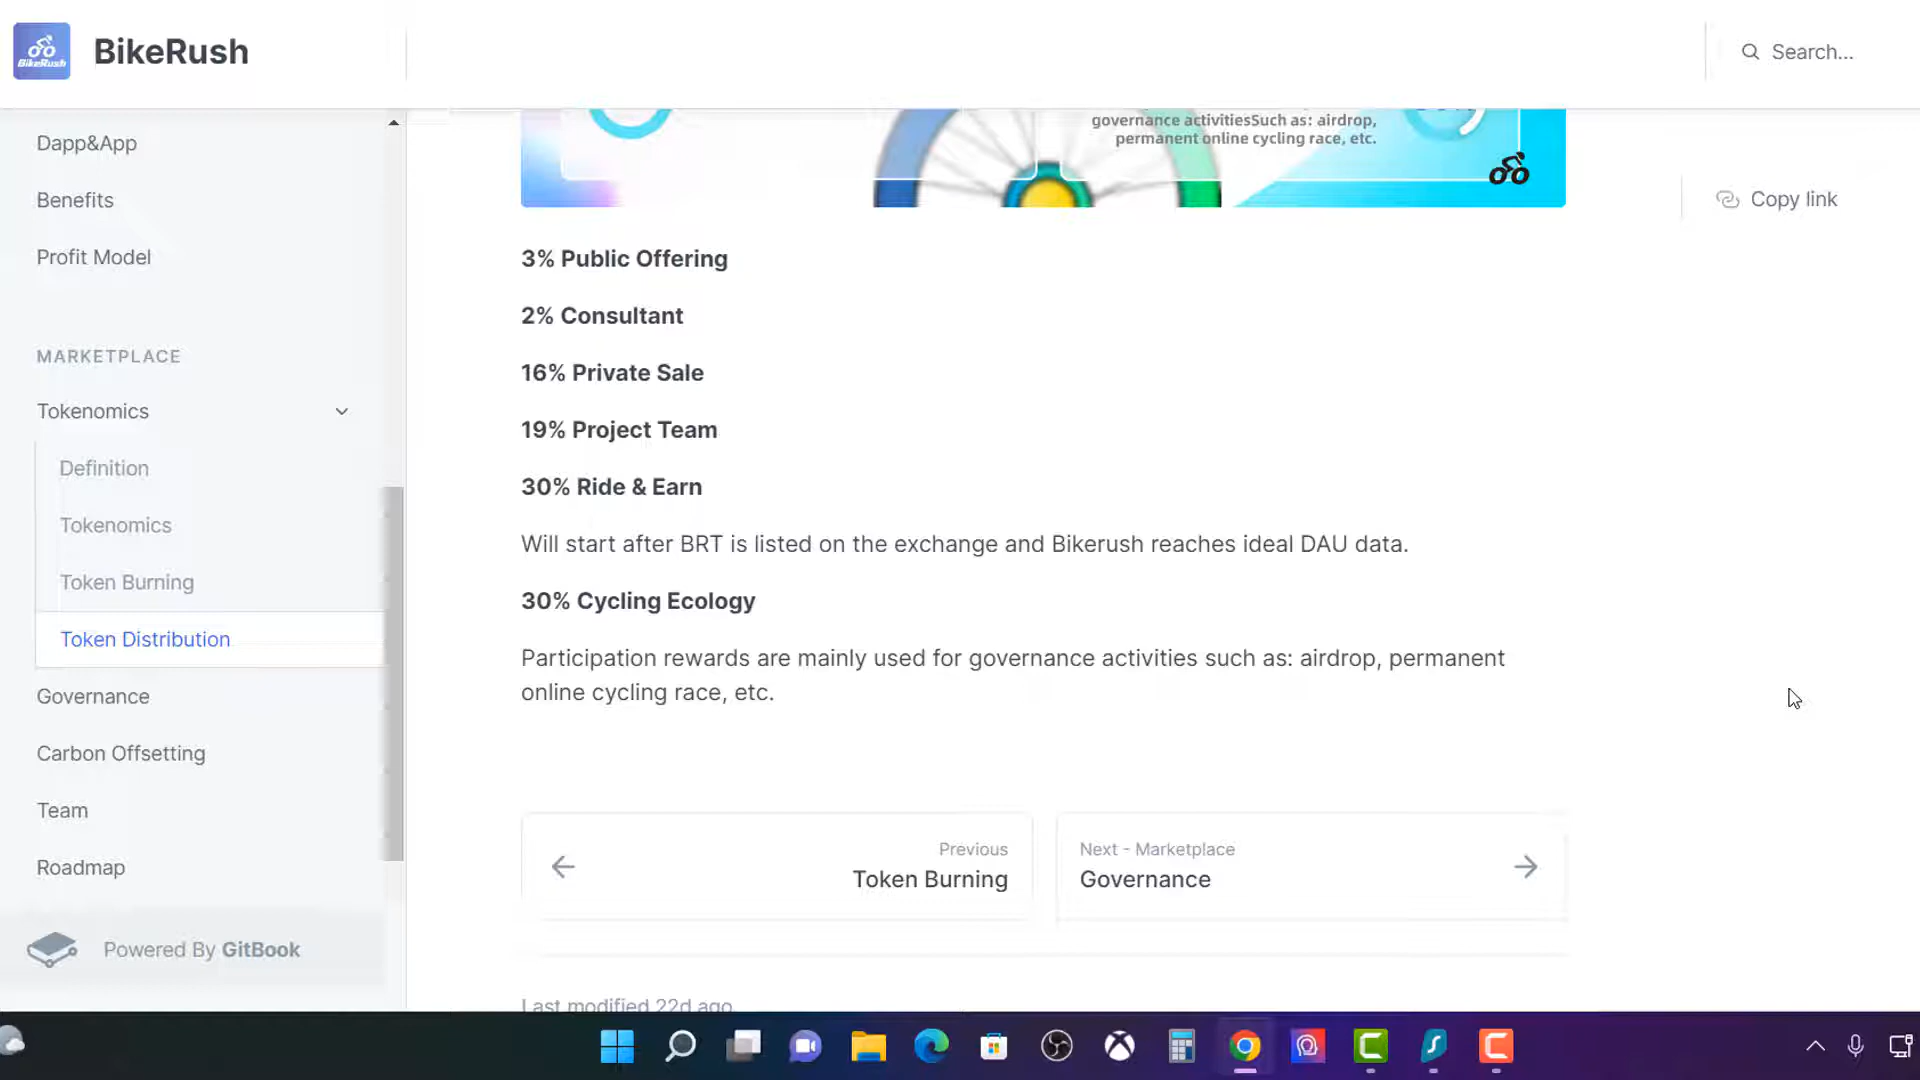 BikeRush
BikeRush
Search...
Dapp&App
Benefits
Profit Model
MARKETPLACE
Tokenomics
Definition
Tokenomics
Token Burning
Token Distribution
Governance
Carbon Offsetting
Team
Roadmap
Powered By GitBook
governance activitiesSuch as: airdrop,
permanent online cycling race, etc.
Copy link
3% Public Offering
2% Consultant
16% Private Sale
19% Project Team
30% Ride & Earn
Will start after BRT is listed on the exchange and Bikerush reaches ideal DAU data.
30% Cycling Ecology
Participation rewards are mainly used for governance activities such as: airdrop, permanent
online cycling race, etc.
Previous
Token Burning
Next - Marketplace
Governance
Last modified 22d ago